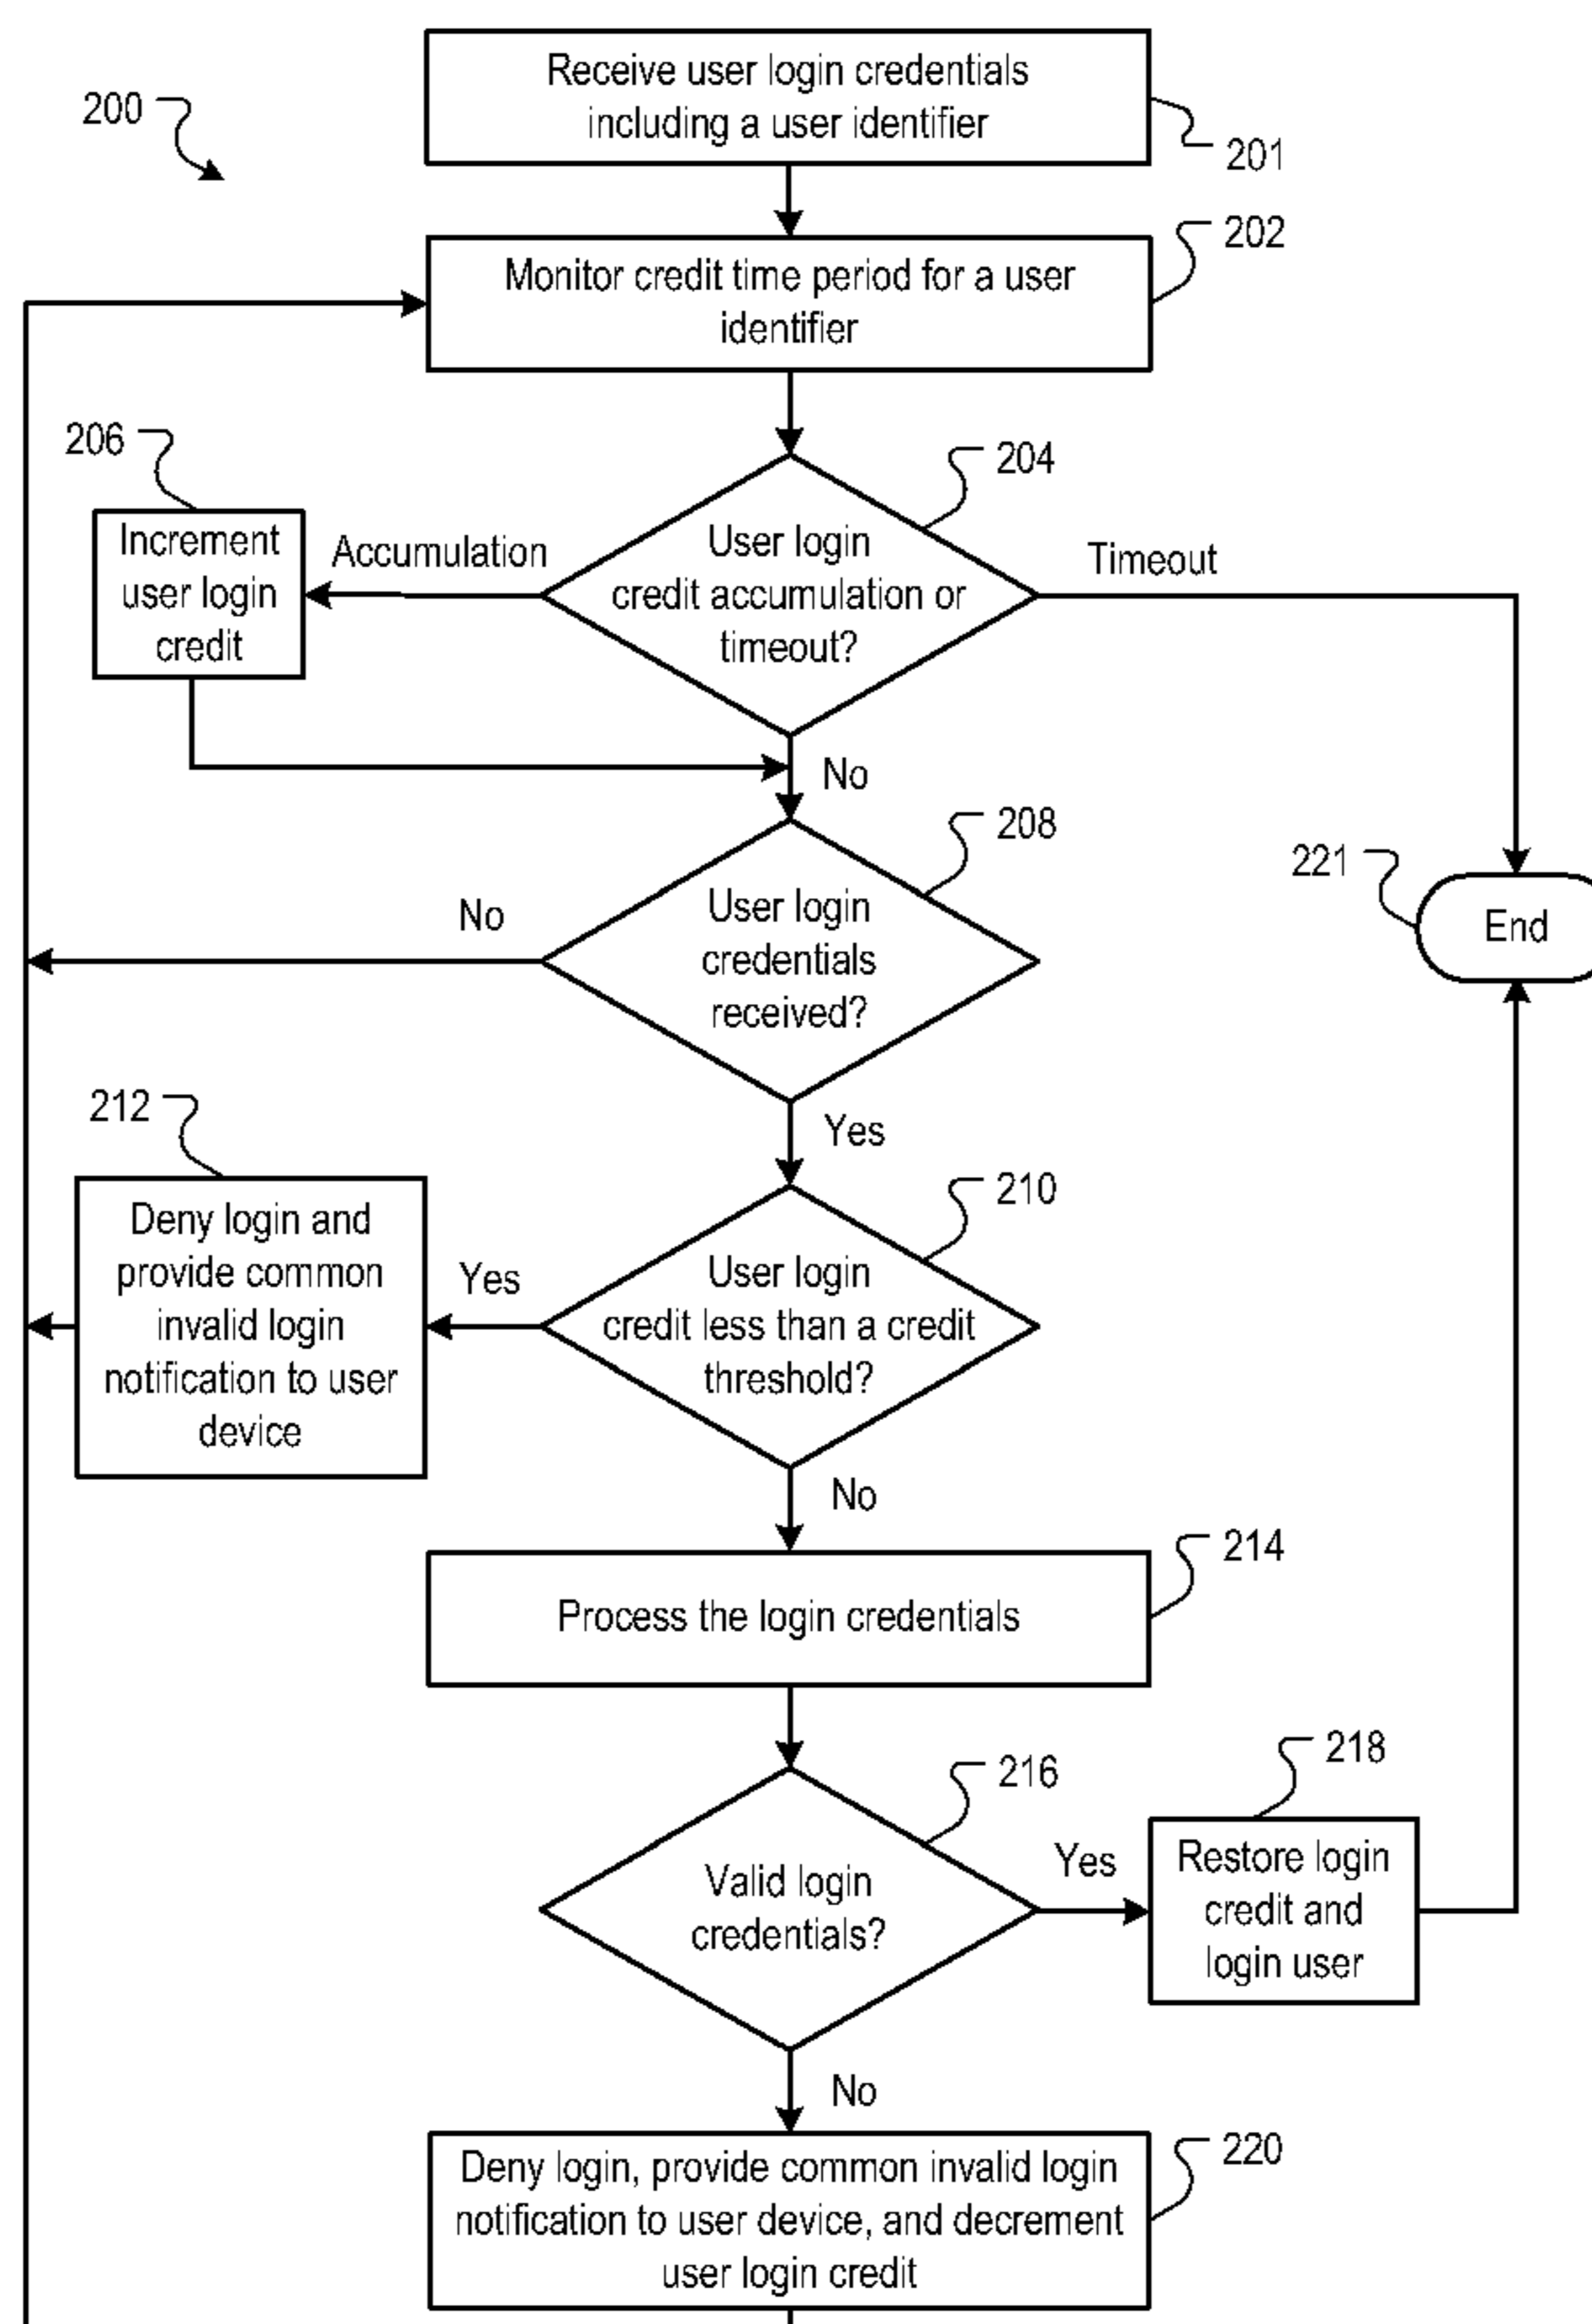 Receive user login credentials
including a user identifier
200
201
202
Monitor credit time period for a user
identifier
206
204
Increment
user login
credit
Accumulation
User login
credit accumulation or
timeout?
Timeout
No
208
221
End
No
User login
credentials
received?
212
Yes
210
Deny login and
provide common
invalid login
notification to user
device
Yes
User login
credit less than a credit
threshold?
No
214
Process the login credentials
216
218
Valid login
credentials?
Yes
Restore login
credit and
login user
No
220
Deny login, provide common invalid login
notification to user device, and decrement
user login credit